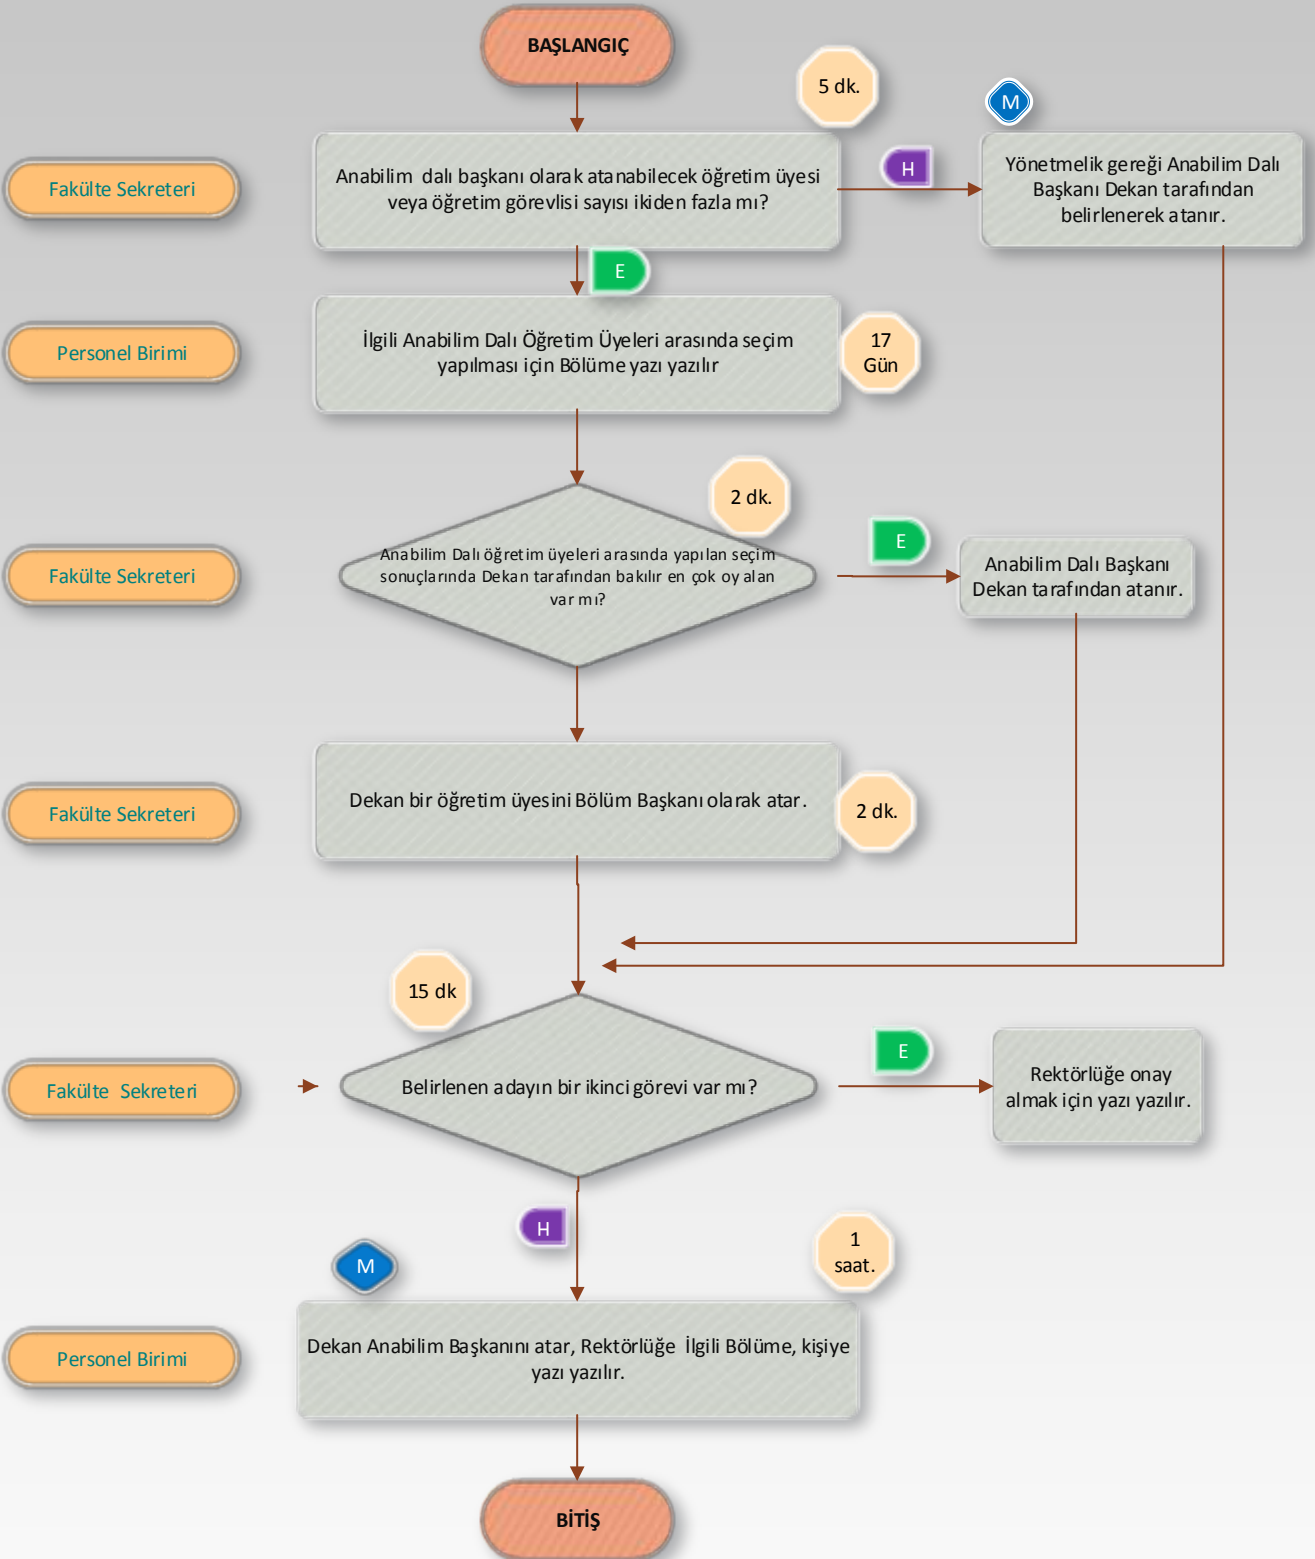 BAŞLANGIÇ
5 dk.
M
Fakülte Sekreteri
Anabilim dalı başkanı olarak atanabilecek öğretim üyesi
veya öğretim görevlisi sayısı ikiden fazla mı?
H
Yönetmelik gereği Anabilim Dalı
Başkanı Dekan tarafından
belirlenerek atanır.
E
Personel Birimi
İlgili Anabilim Dalı Öğretim Üyeleri arasında seçim
yapılması için Bölüme yazı yazılır
17
Gün
2 dk.
Fakülte Sekreteri
Anabilim Dalı öğretim üyeleri arasında yapılan seçim
sonuçlarında Dekan tarafından bakılır en çok oy alan
var mı?
E
Anabilim Dalı Başkanı
Dekan tarafından atanır.
Fakülte Sekreteri
Dekan bir öğretim üyesini Bölüm Başkanı olarak atar.
2 dk.
15 dk
Fakülte Sekreteri
Belirlenen adayın bir ikinci görevi var mı?
E
Rektörlüğe onay
almak için yazı yazılır.
H
M
1
saat.
Personel Birimi
Dekan Anabilim Başkanını atar, Rektörlüğe İlgili Bölüme, kişiye
yazı yazılır.
BİTİŞ